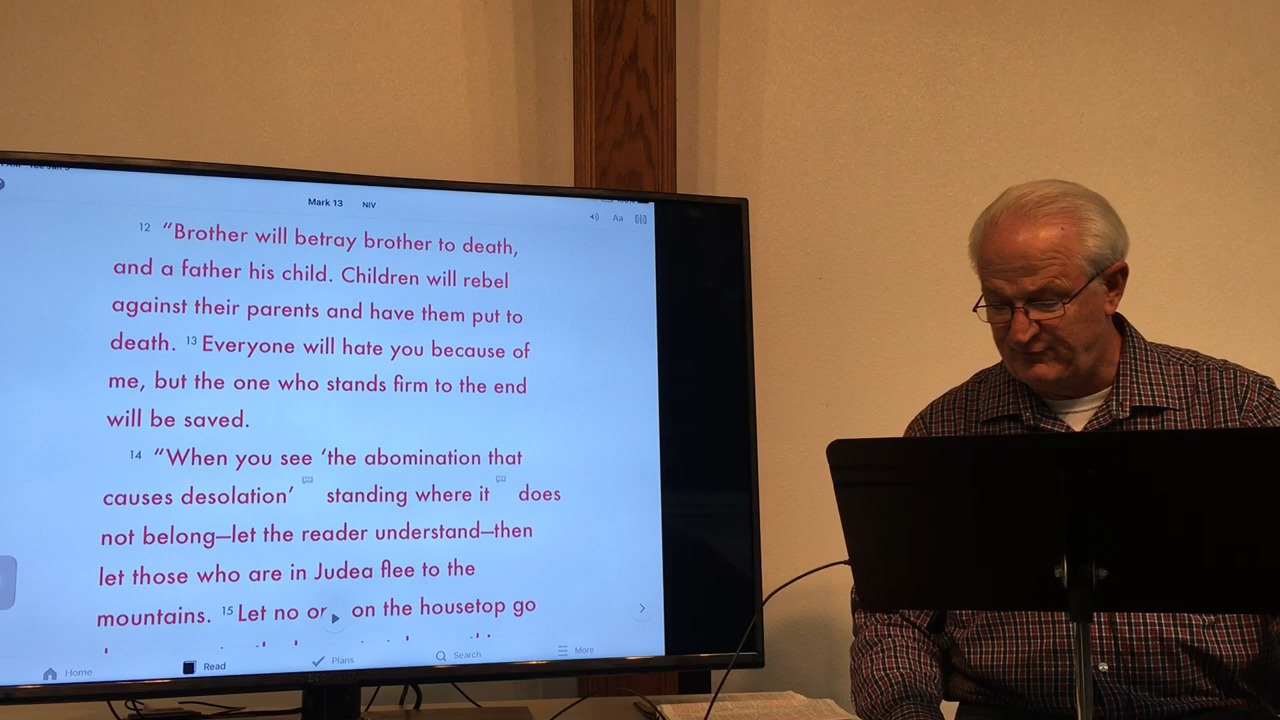 Mark 13 NIV
Aa
12 “Brother will betray brother to death,
and a father his child. Children will rebel
against their parents and have them put to
death. 13 Everyone will hate you because of
me, but the one who stands firm to the end
will be saved.
14 “When you see ‘the abomination that
causes desolation’ standing where it does
not belong—let the reader understand—then
let those who are in Judea flee to the
mountains. 15 Let no on the housetop go
Home Read Plans Search More